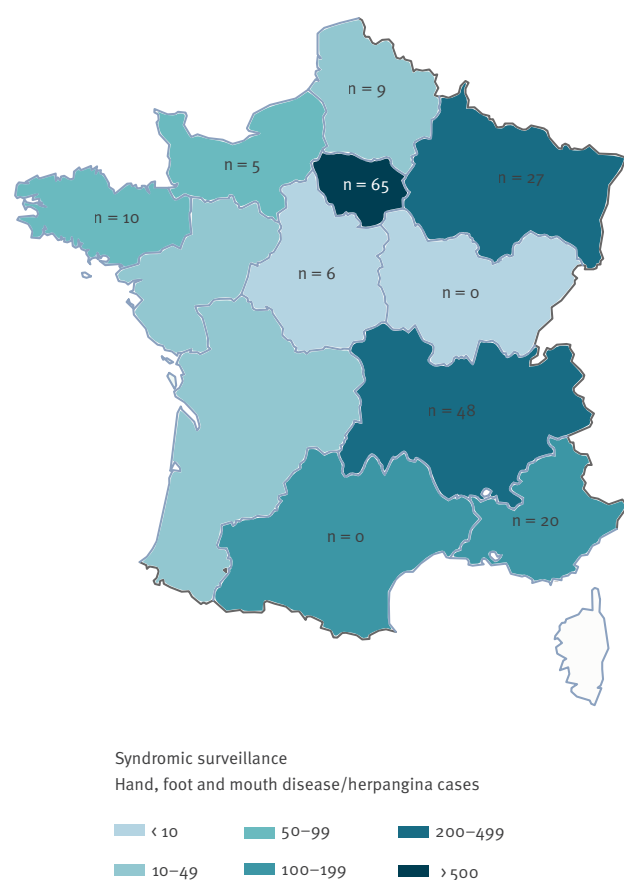 n = 9
n = 5
n = 65
n = 27
n = 10
n = 6
n = 0
n = 48
n = 20
n = 0
Syndromic surveillance
Hand, foot and mouth disease/herpangina cases
< 10
50–99
200–499
10–49
100–199
> 500